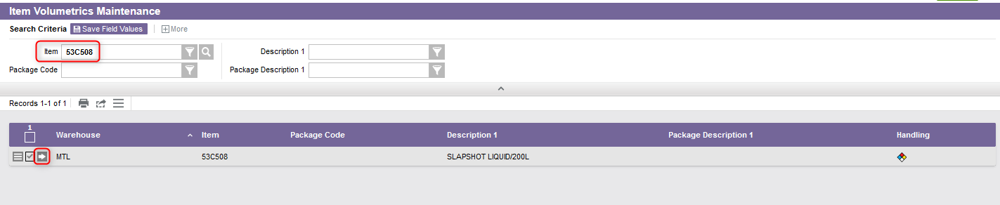 Item Volumetrics Maintenance
Search Criteria Save Field Values More
Item 53C508 Description 1
Package Code Package Description 1
Records 1-1 of 1
1
Warehouse Item Package Code Description 1 Package Description 1 Handling
MTL 53C508 SLAPSHOT LIQUID/200L